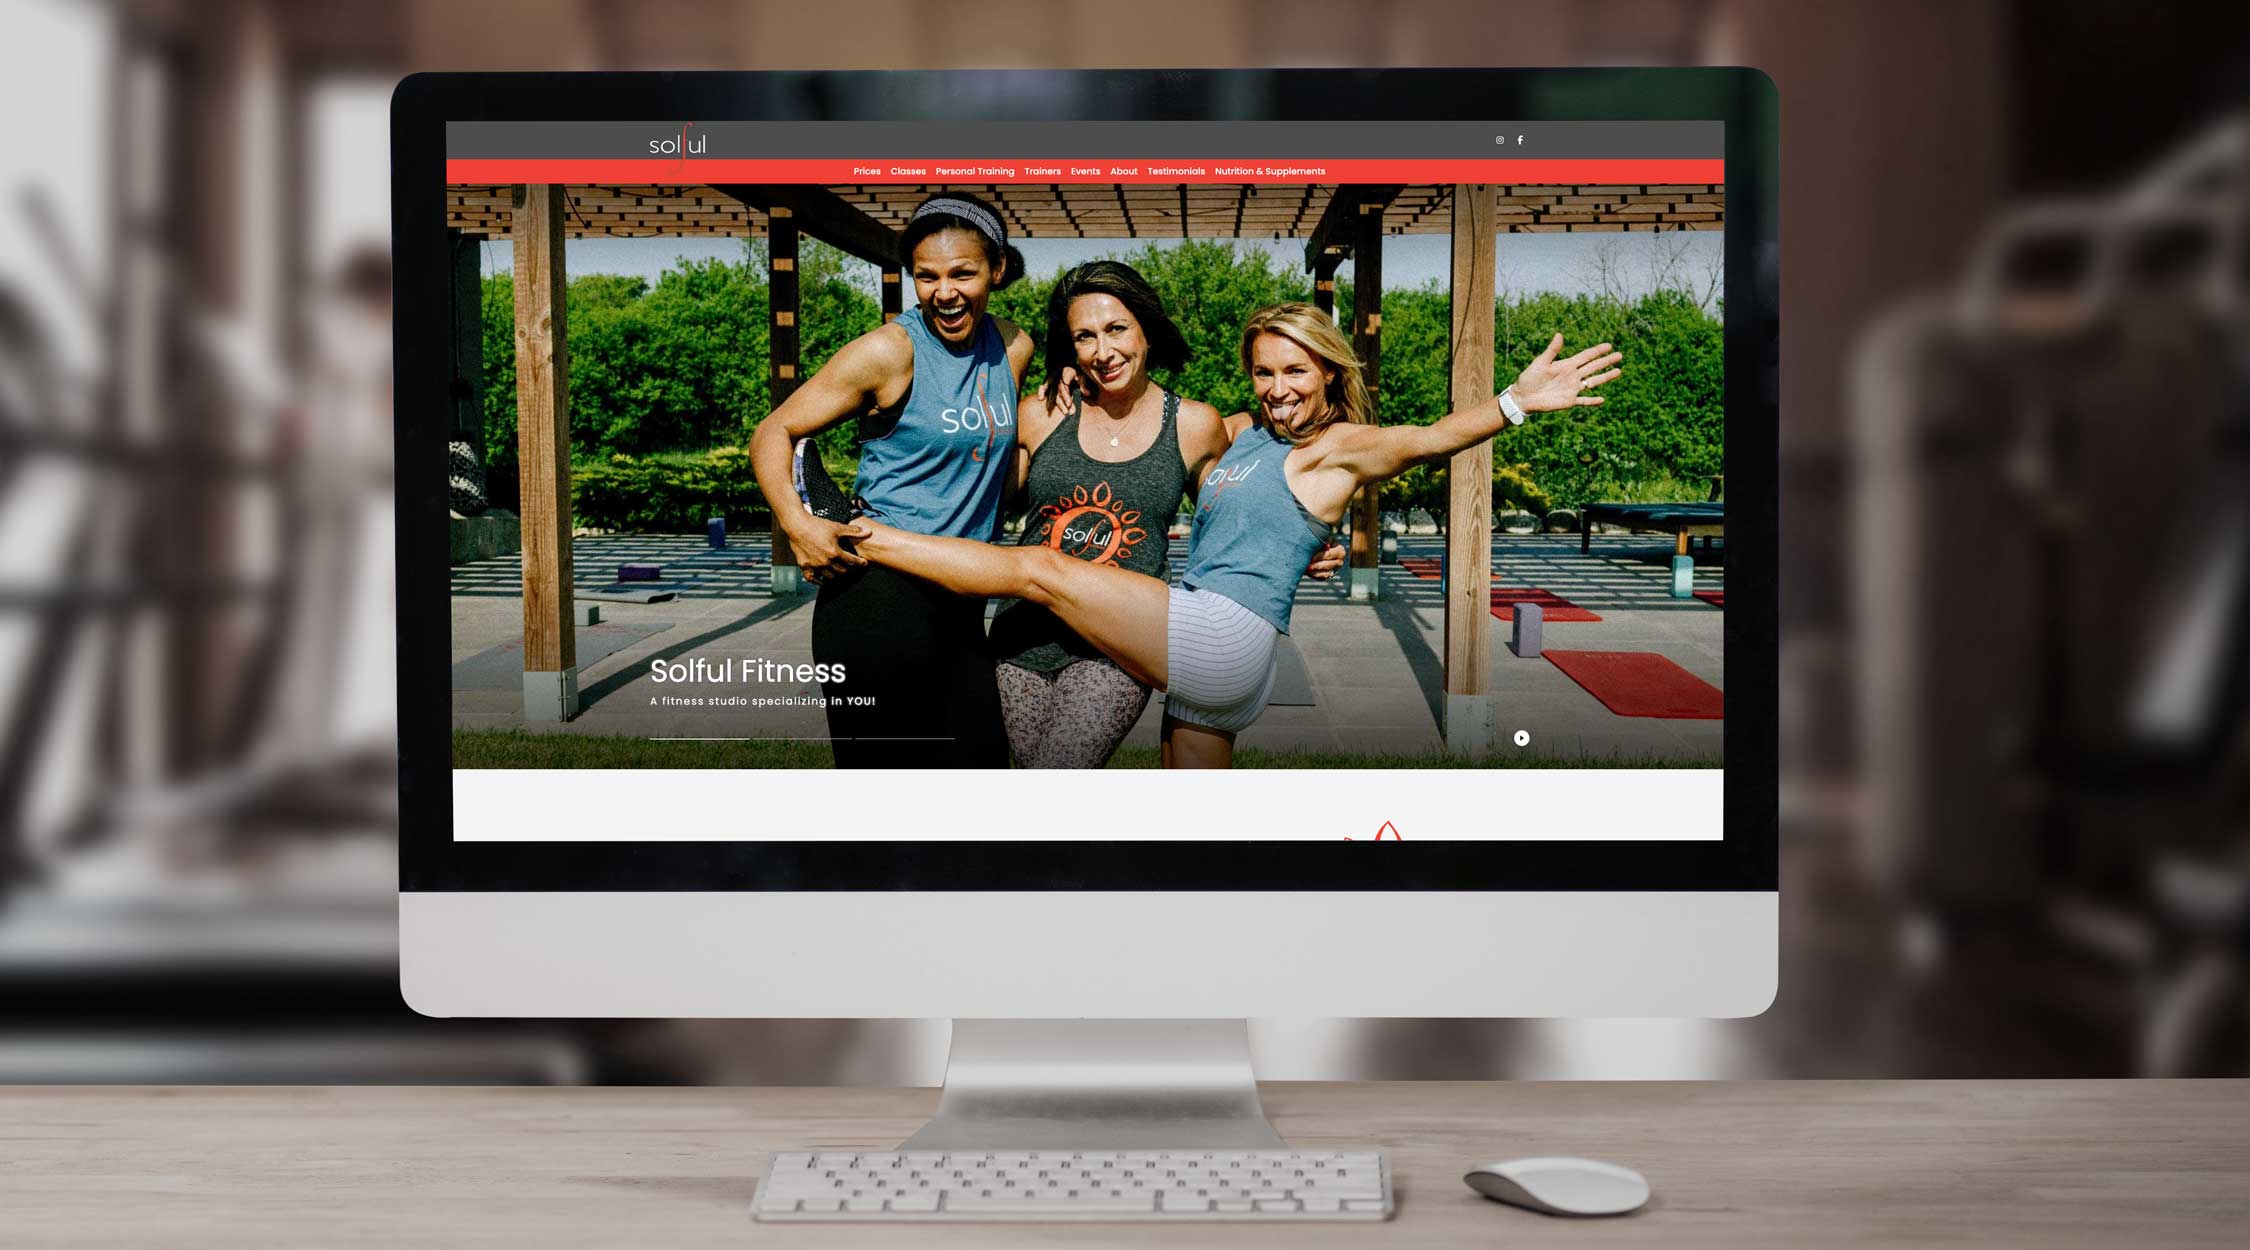 solful
Prices Classes Personal Training Trainers Events About Testimonials Nutrition & Supplements
solful
solful
solful
Solful Fitness
A fitness studio specializing in YOU!